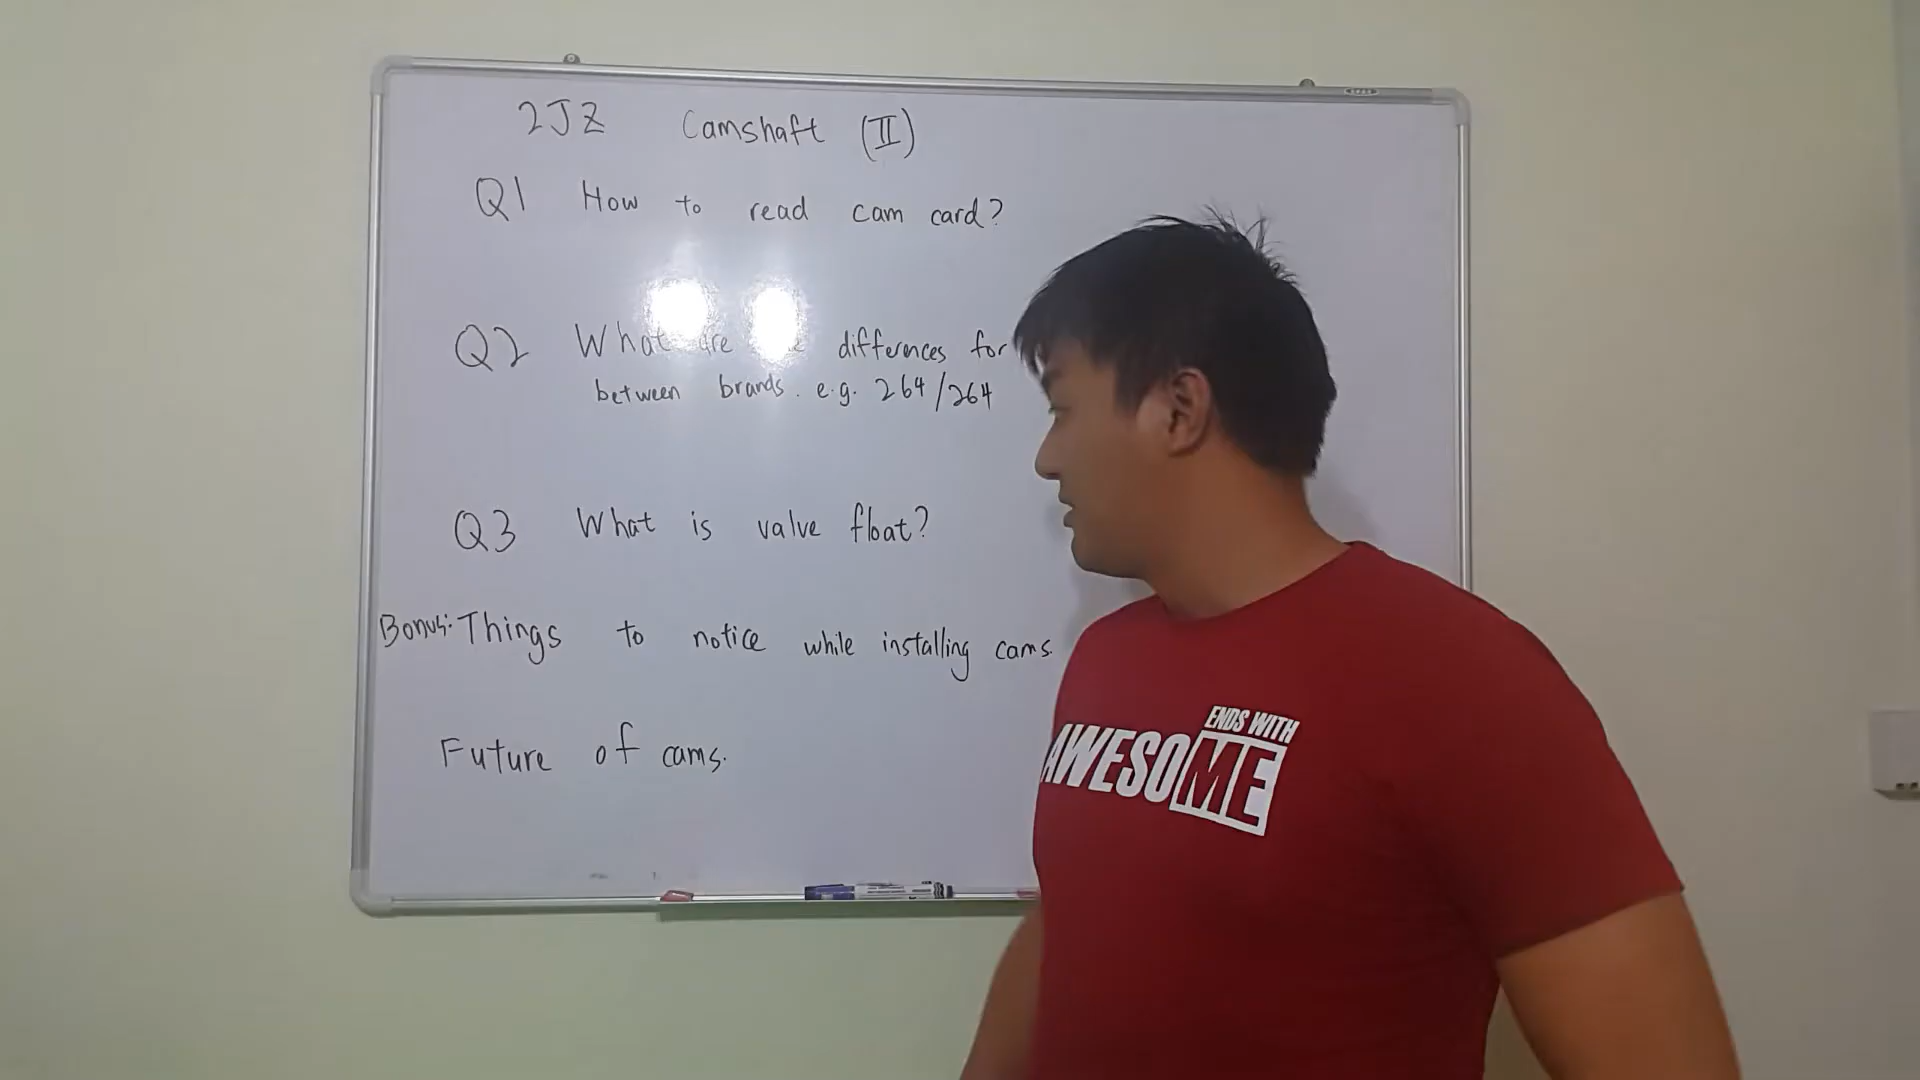 2JZ Camshaft (II)
Q1 How to read cam card?
Q2 What are differences for
between brands. e.g. 264/264
Q3 What is valve float?
Bonus: Things to notice while installing cams.
Future of cams.
ENDS WITH
AWESOME